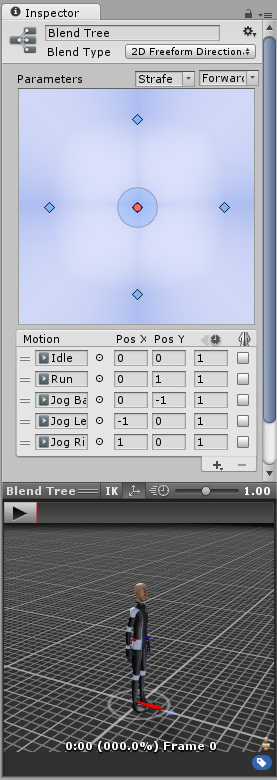 Inspector
Blend Tree
Blend Type 2D Freeform Direction
Parameters Strafe Forward
Motion Pos X Pos Y
Idle 0 0 1
Run 0 1 1
Jog Ba 0 -1 1
Jog Le -1 0 1
Jog Ri 1 0 1
+ −
Blend Tree IK 1.00
0:00 (000.0%) Frame 0